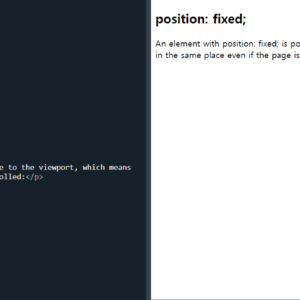 e to the viewport, which means
olled:</p>
position: fixed;
An element with position: fixed; is po
in the same place even if the page is